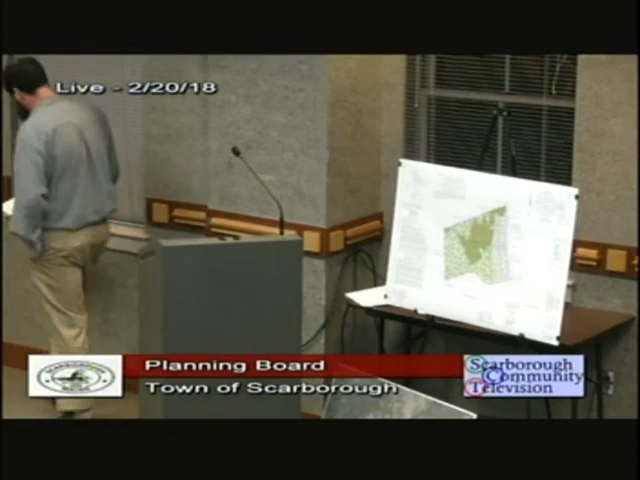 Live - 2/20/18
Planning Board
Town of Scarborough
Scarborough
Community
Television